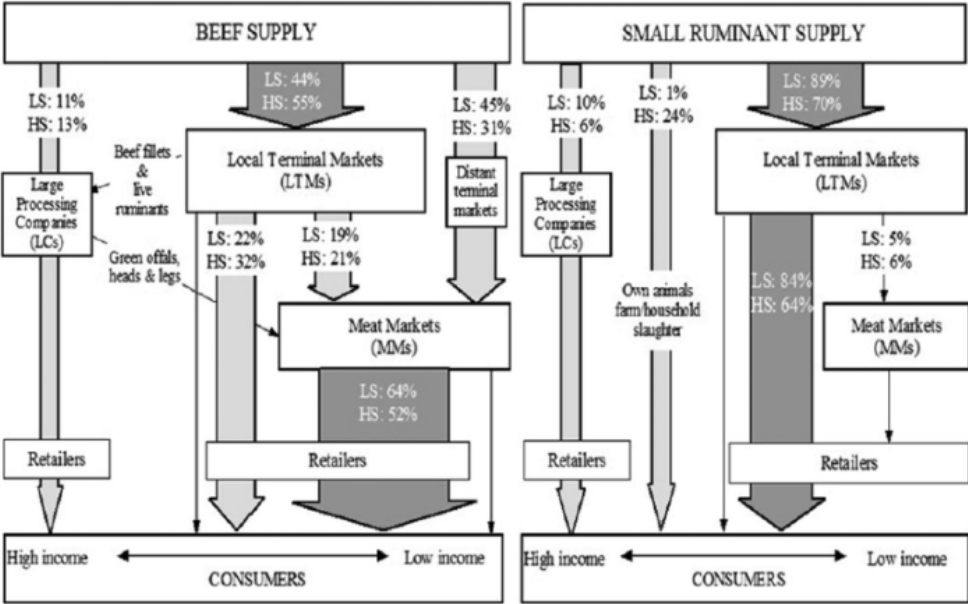 BEEF SUPPLY
LS: 11%
HS: 13%
LS: 44%
HS: 55%
LS: 45%
HS: 31%
Beef fillets
&
live
ruminants
Large
Processing
Companies
(LCs)
Local Terminal Markets
(LTMs)
Distant
terminal
markets
Green offals,
heads & legs
LS: 22%
HS: 32%
LS: 19%
HS: 21%
Meat Markets
(MMs)
LS: 64%
HS: 52%
Retailers
Retailers
High income
Low income
CONSUMERS
SMALL RUMINANT SUPPLY
LS: 10%
HS: 6%
LS: 1%
HS: 24%
LS: 89%
HS: 70%
Large
Processing
Companies
(LCs)
Local Terminal Markets
(LTMs)
Own animals
farm/household
slaughter
LS: 84%
HS: 64%
LS: 5%
HS: 6%
Meat Markets
(MMs)
Retailers
Retailers
High income
Low income
CONSUMERS